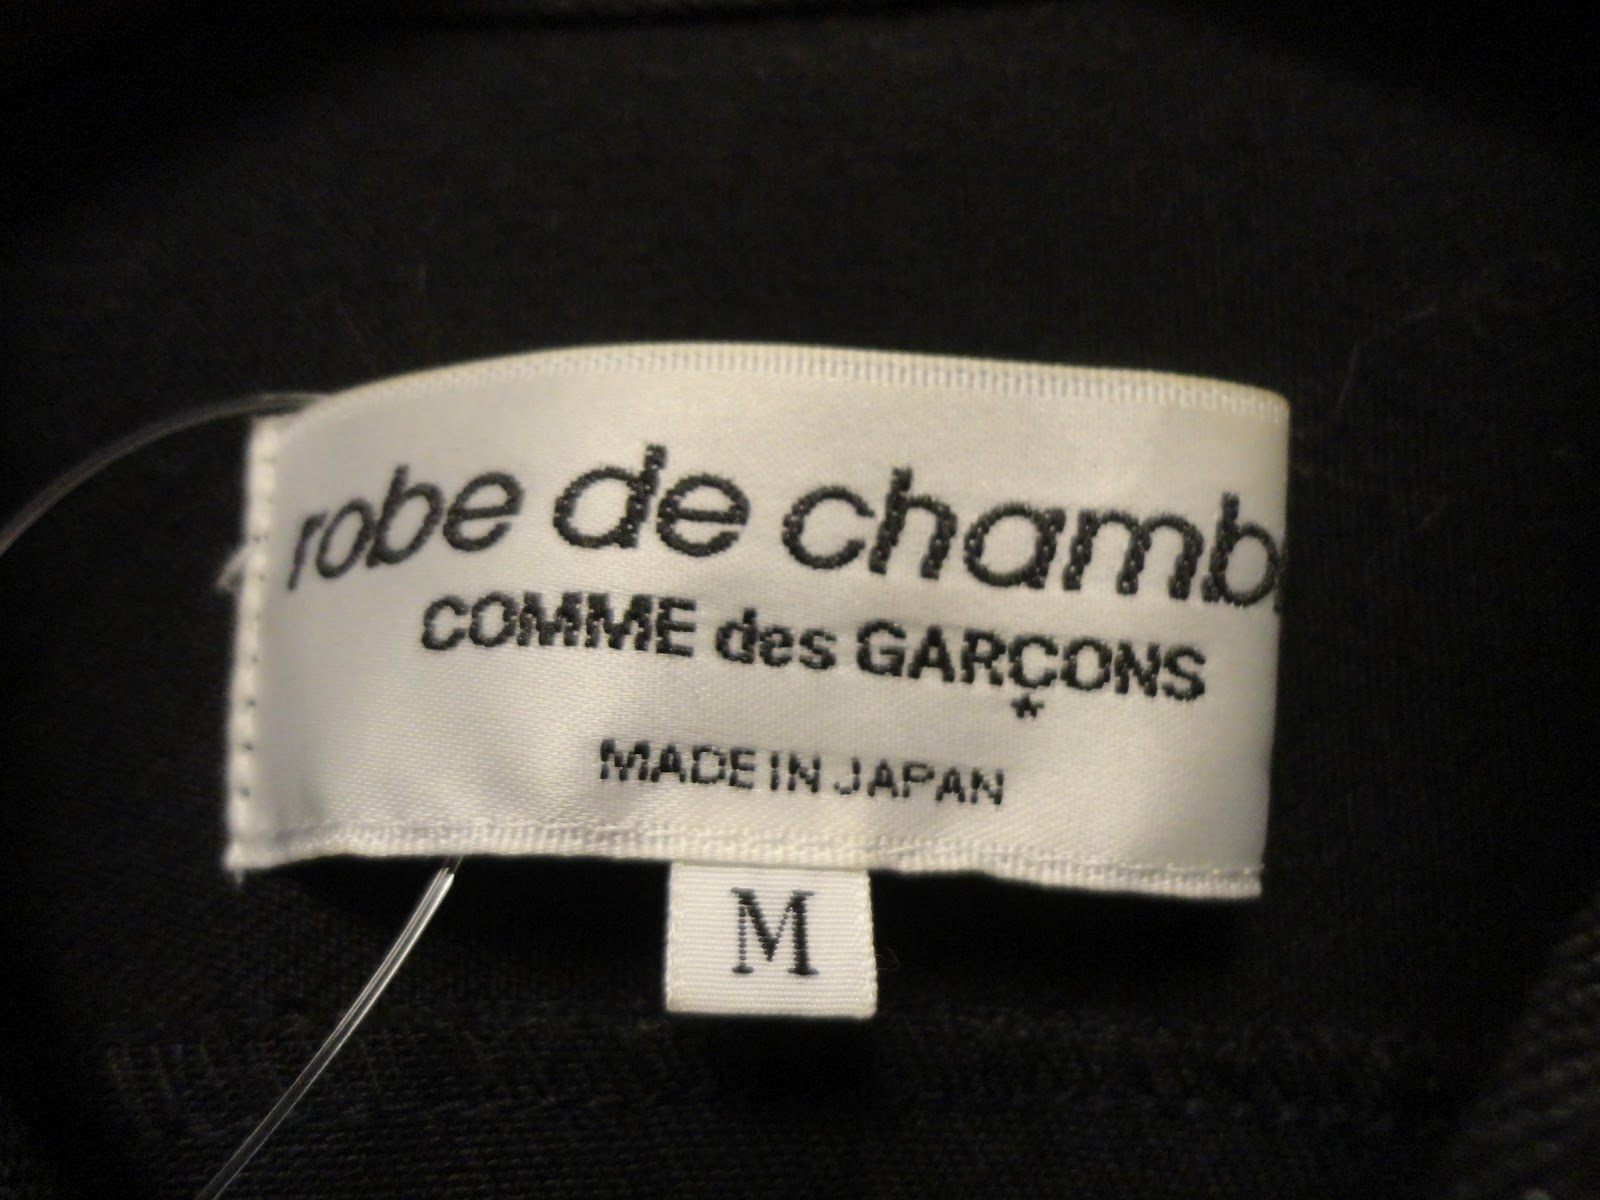 robe de chamb
COMME des GARÇONS
*
MADE IN JAPAN
M